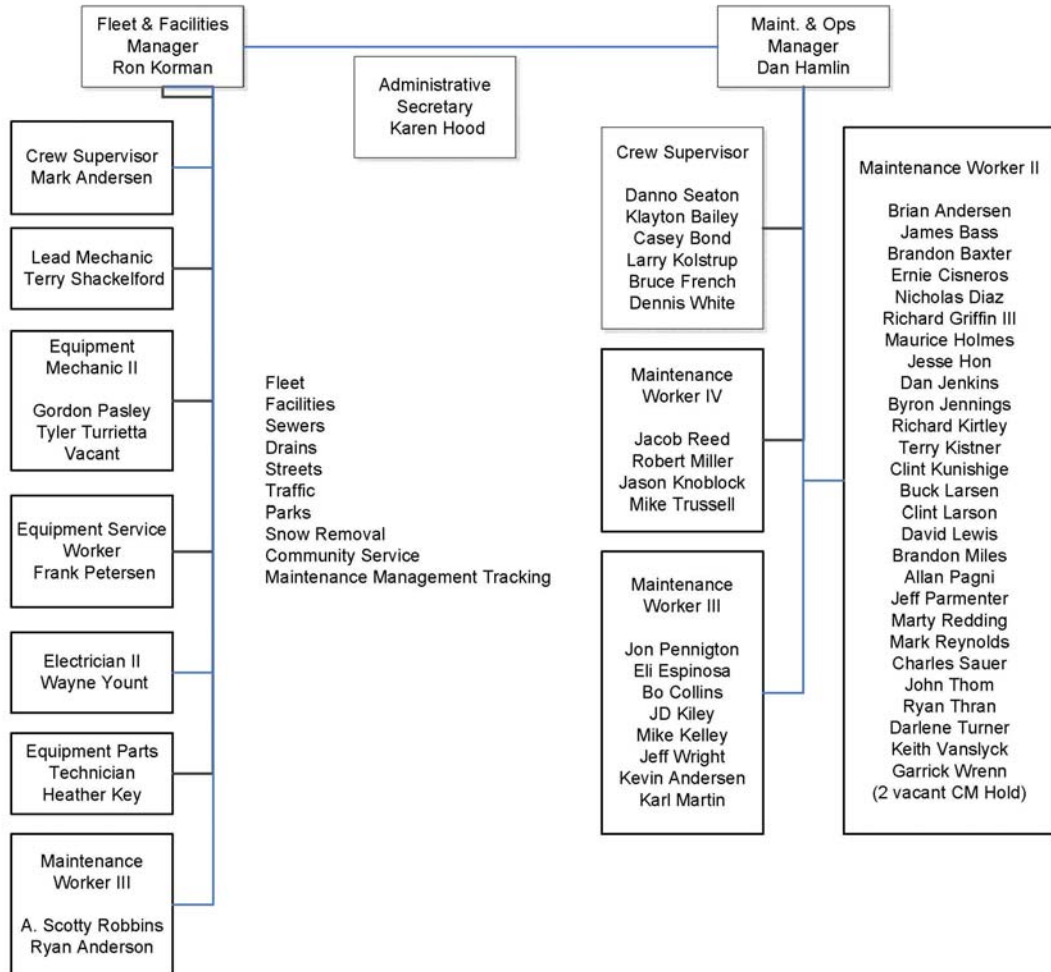 Fleet & Facilities
Manager
Ron Korman
Maint. & Ops
Manager
Dan Hamlin
Administrative
Secretary
Karen Hood
Crew Supervisor
Mark Andersen
Lead Mechanic
Terry Shackelford
Equipment
Mechanic II
Gordon Pasley
Tyler Turrietta
Vacant
Equipment Service
Worker
Frank Petersen
Electrician II
Wayne Yount
Equipment Parts
Technician
Heather Key
Maintenance
Worker III
A. Scotty Robbins
Ryan Anderson
Fleet
Facilities
Sewers
Drains
Streets
Traffic
Parks
Snow Removal
Community Service
Maintenance Management Tracking
Crew Supervisor
Danno Seaton
Klayton Bailey
Casey Bond
Larry Kolstrup
Bruce French
Dennis White
Maintenance
Worker IV
Jacob Reed
Robert Miller
Jason Knoblock
Mike Trussell
Maintenance
Worker III
Jon Pennigton
Eli Espinosa
Bo Collins
JD Kiley
Mike Kelley
Jeff Wright
Kevin Andersen
Karl Martin
Maintenance Worker II
Brian Andersen
James Bass
Brandon Baxter
Ernie Cisneros
Nicholas Diaz
Richard Griffin III
Maurice Holmes
Jesse Hon
Dan Jenkins
Byron Jennings
Richard Kirtley
Terry Kistner
Clint Kunishige
Buck Larsen
Clint Larson
David Lewis
Brandon Miles
Allan Pagni
Jeff Parmenter
Marty Redding
Mark Reynolds
Charles Sauer
John Thom
Ryan Thran
Darlene Turner
Keith Vanslyck
Garrick Wrenn
(2 vacant CM Hold)